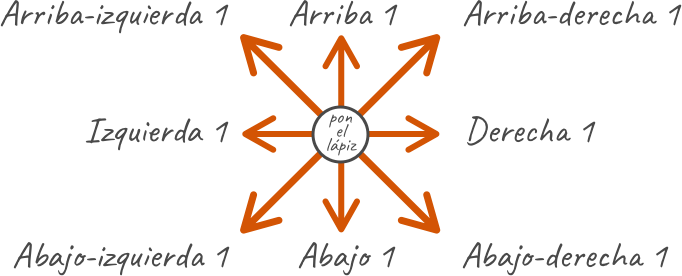 Arriba-izquierda 1
Arriba 1
Arriba-derecha 1
Izquierda 1
pon
el
lápiz
Derecha 1
Abajo-izquierda 1
Abajo 1
Abajo-derecha 1